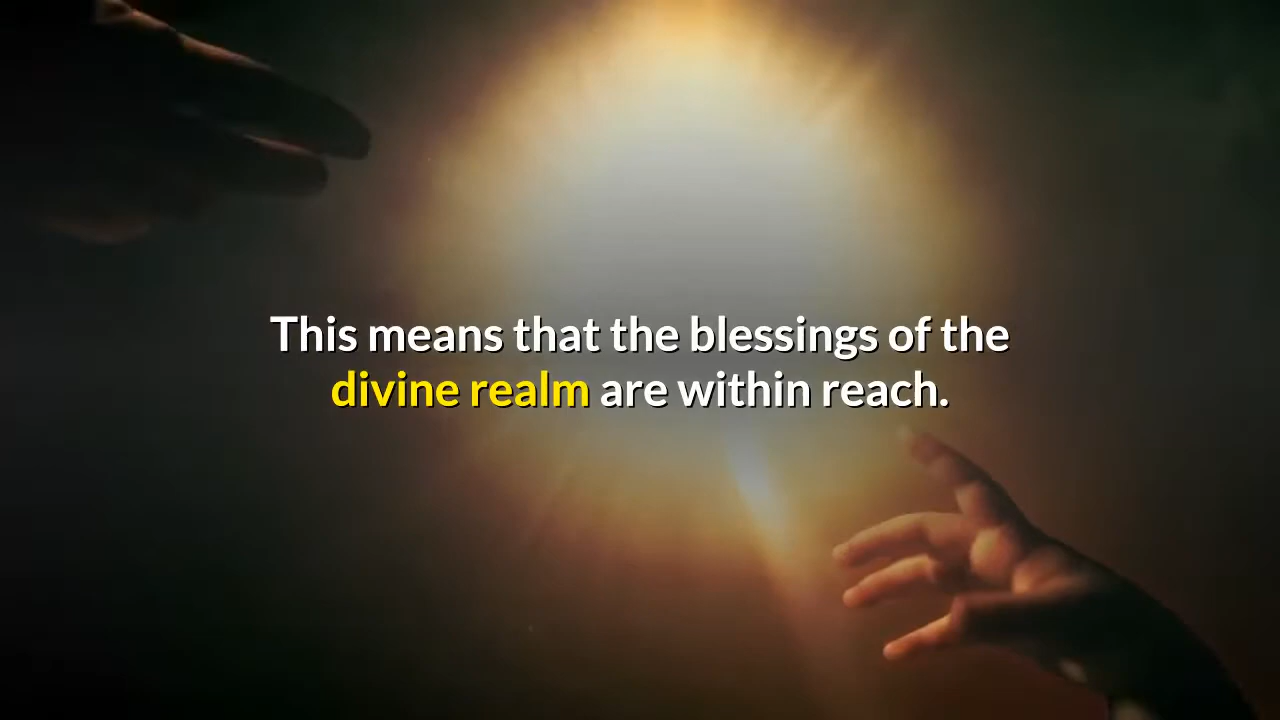 This means that the blessings of the
divine realm are within reach.